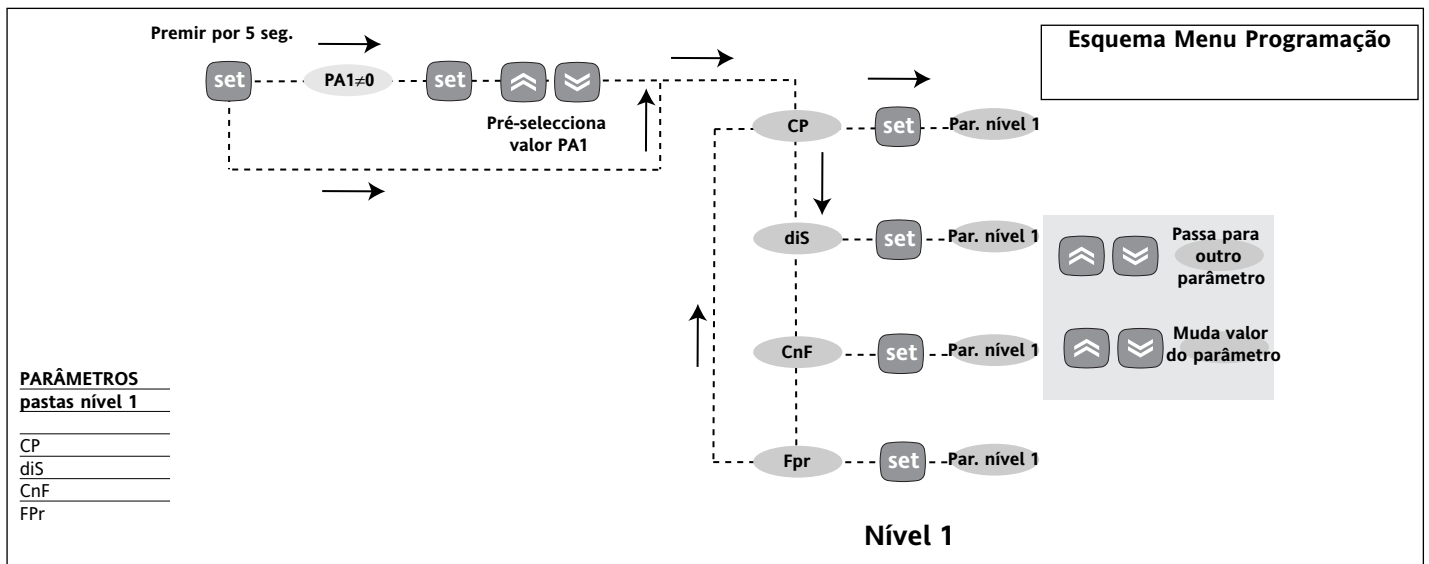 Esquema Menu Programação
Premir por 5 seg.
set
PA1≠0
set
Pré-selecciona
valor PA1
CP
set
Par. nível 1
diS
set
Par. nível 1
Passa para
outro
parâmetro
CnF
set
Par. nível 1
Muda valor
do parâmetro
Fpr
set
Par. nível 1
PARÂMETROS
pastas nível 1
CP
diS
CnF
FPr
Nível 1